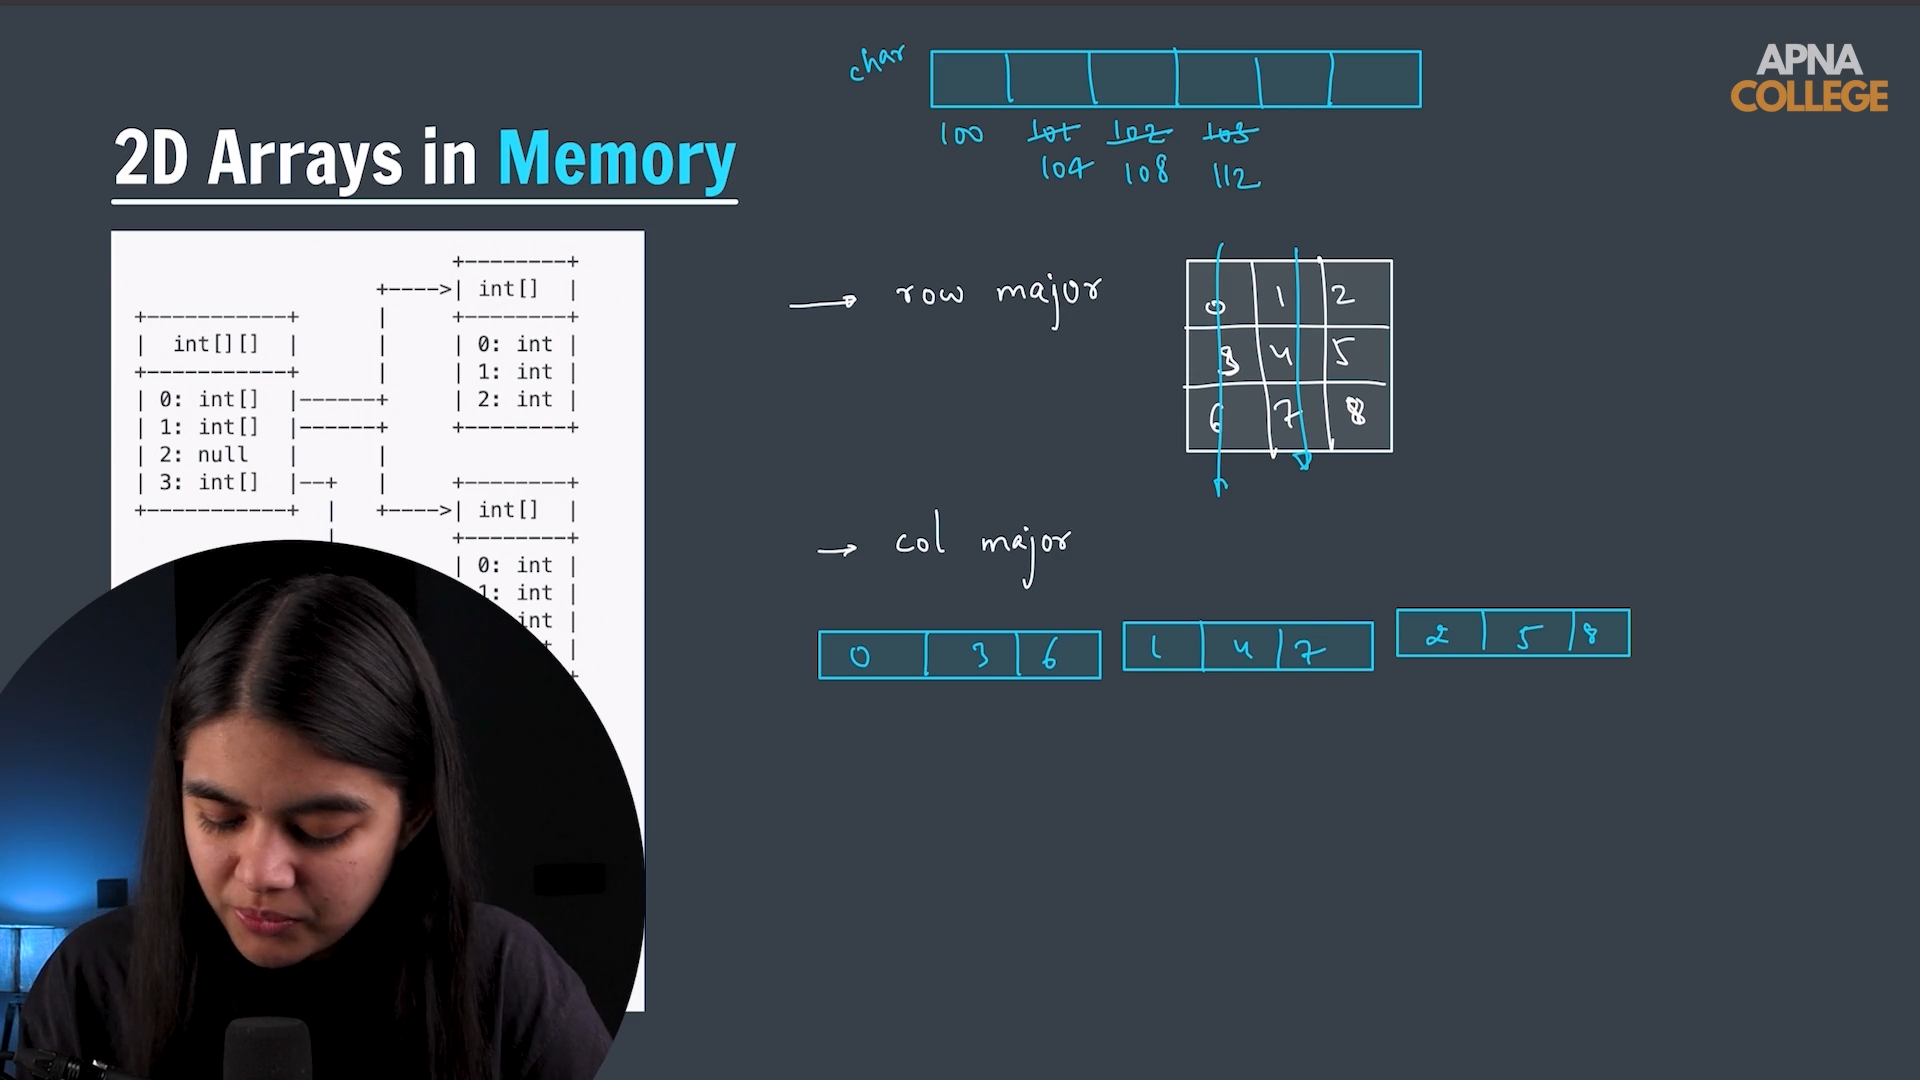 APNA
COLLEGE
char
100 101 102 103
104 108 112
2D Arrays in Memory
+--------+
+---->| int[] |
+-----------+ | +--------+
| int[][] | | | 0: int |
+-----------+ | | 1: int |
| 0: int[] |------+ | 2: int |
| 1: int[] |------+ +--------+
| 2: null | |
| 3: int[] |--+ | +--------+
+-----------+ | +---->| int[] |
| +--------+
| 0: int |
1: int |
int |
row major
0 1 2
3 4 5
6 7 8
col major
0 3 6 1 4 7 2 5 8